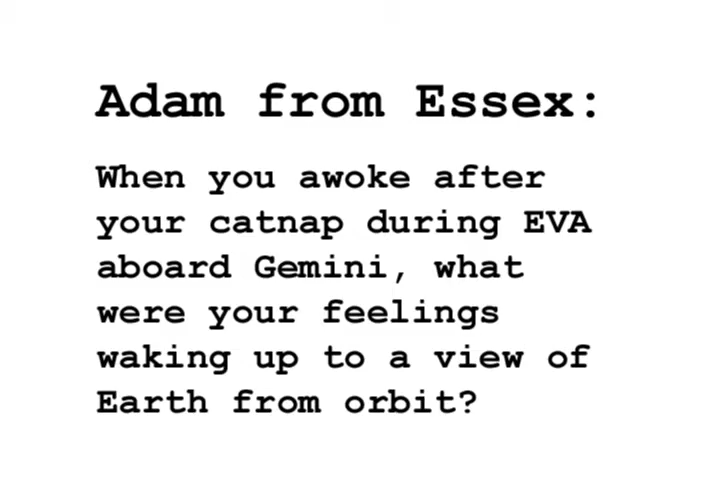 Adam from Essex:
When you awoke after
your catnap during EVA
aboard Gemini, what
were your feelings
waking up to a view of
Earth from orbit?